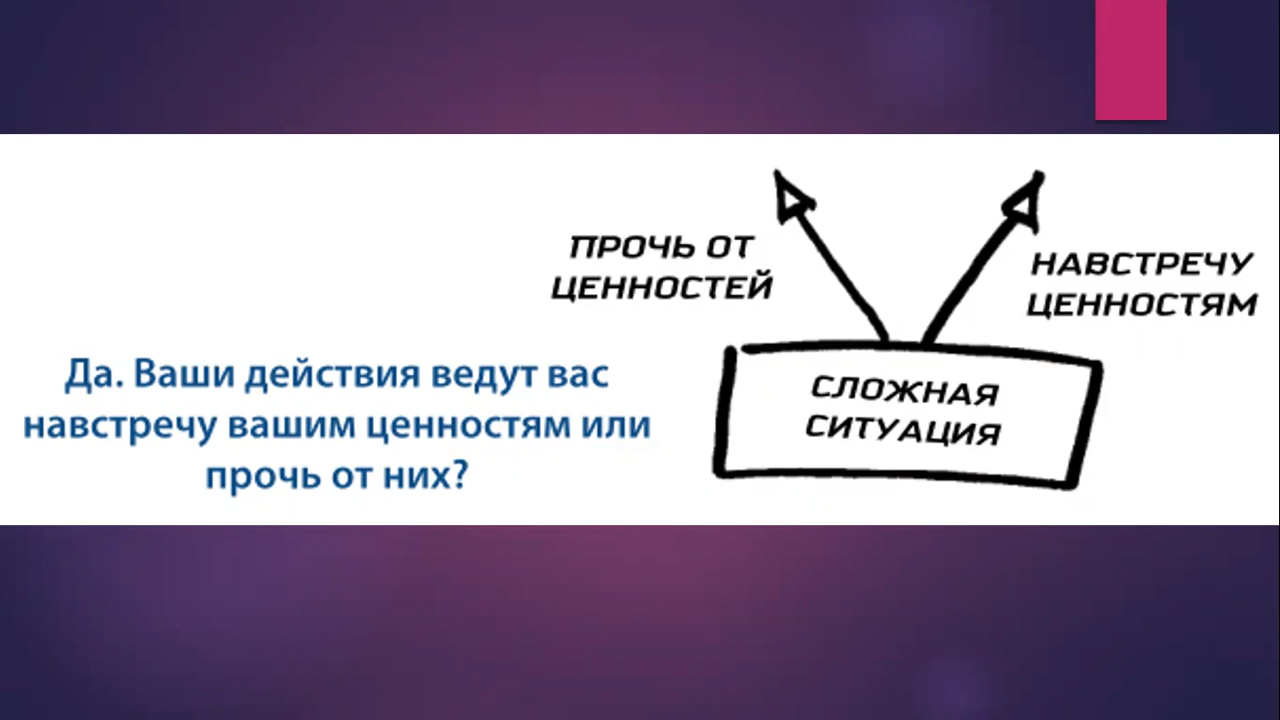 ПРОЧЬ ОТ
ЦЕННОСТЕЙ
НАВСТРЕЧУ
ЦЕННОСТЯМ
Да. Ваши действия ведут вас
навстречу вашим ценностям или
прочь от них?
СЛОЖНАЯ
СИТУАЦИЯ